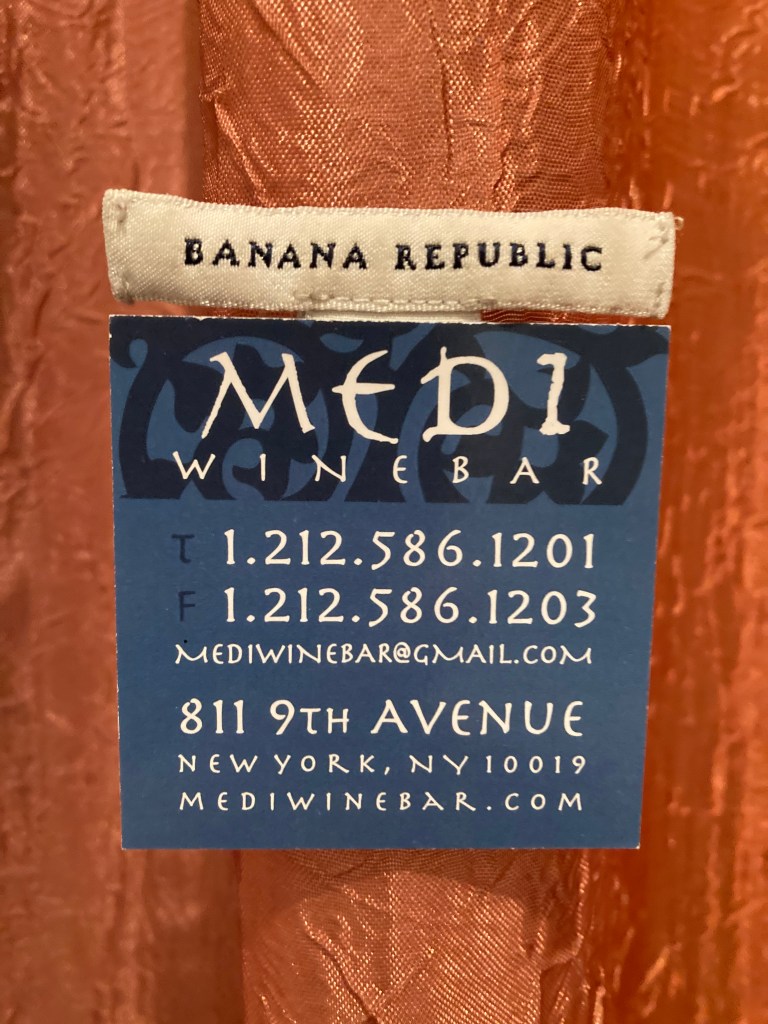 BANANA REPUBLIC
MEDI
WINEBAR
T 1.212.586.1201
F 1.212.586.1203
MEDIWINEBAR@GMAIL.COM
811 9TH AVENUE
NEW YORK, NY 10019
MEDIWINEBAR.COM